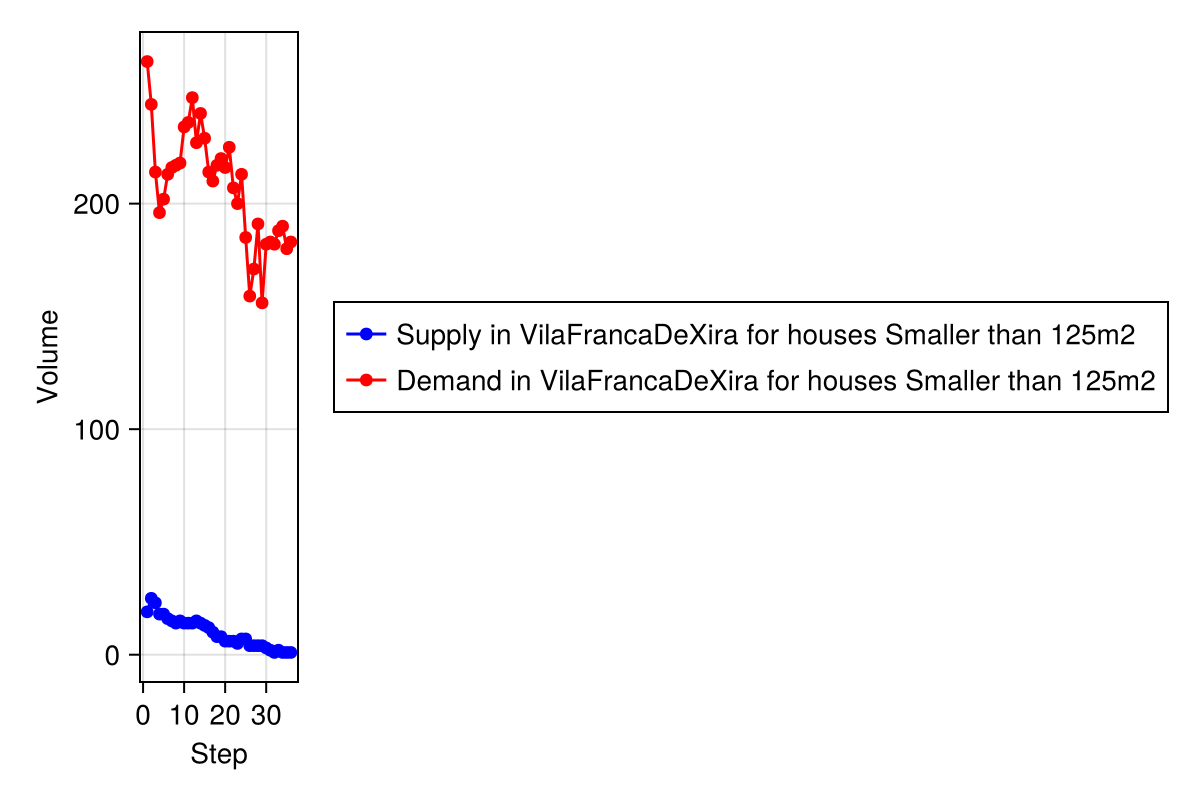 Volume
200
100
0
0 10 20 30
Step
Supply in VilaFrancaDeXira for houses Smaller than 125m2
Demand in VilaFrancaDeXira for houses Smaller than 125m2